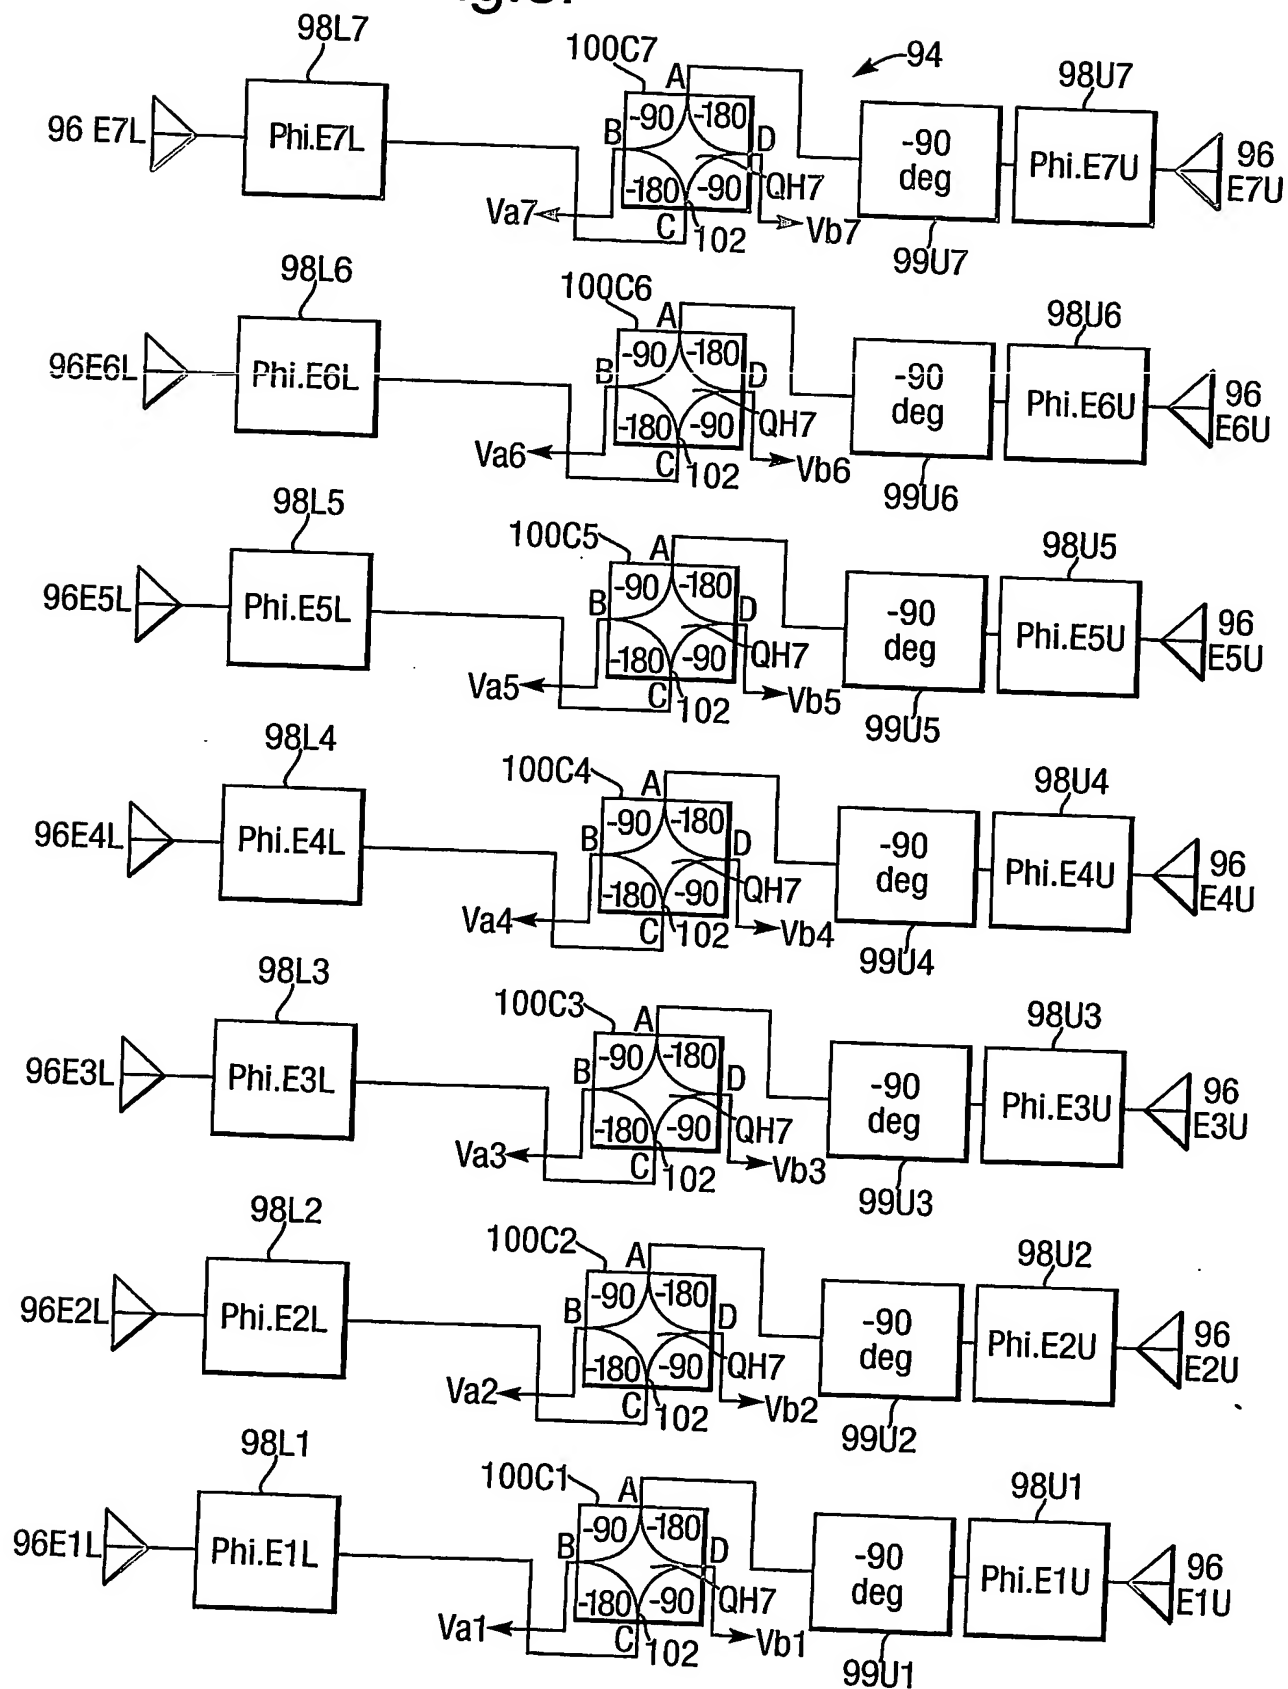 98L7
100C7
94
98U7
96 E7L
Phi.E7L
A
-90
-180
B
D
-180
-90
QH7
C
102
Va7
Vb7
-90
deg
99U7
Phi.E7U
96
E7U
98L6
100C6
98U6
96E6L
Phi.E6L
A
-90
-180
B
D
-180
-90
QH7
C
102
Va6
Vb6
-90
deg
99U6
Phi.E6U
96
E6U
98L5
100C5
98U5
96E5L
Phi.E5L
A
-90
-180
B
D
-180
-90
QH7
C
102
Va5
Vb5
-90
deg
99U5
Phi.E5U
96
E5U
98L4
100C4
98U4
96E4L
Phi.E4L
A
-90
-180
B
D
-180
-90
QH7
C
102
Va4
Vb4
-90
deg
99U4
Phi.E4U
96
E4U
98L3
100C3
98U3
96E3L
Phi.E3L
A
-90
-180
B
D
-180
-90
QH7
C
102
Va3
Vb3
-90
deg
99U3
Phi.E3U
96
E3U
98L2
100C2
98U2
96E2L
Phi.E2L
A
-90
-180
B
D
-180
-90
QH7
C
102
Va2
Vb2
-90
deg
99U2
Phi.E2U
96
E2U
98L1
100C1
98U1
96E1L
Phi.E1L
A
-90
-180
B
D
-180
-90
QH7
C
102
Va1
Vb1
-90
deg
99U1
Phi.E1U
96
E1U